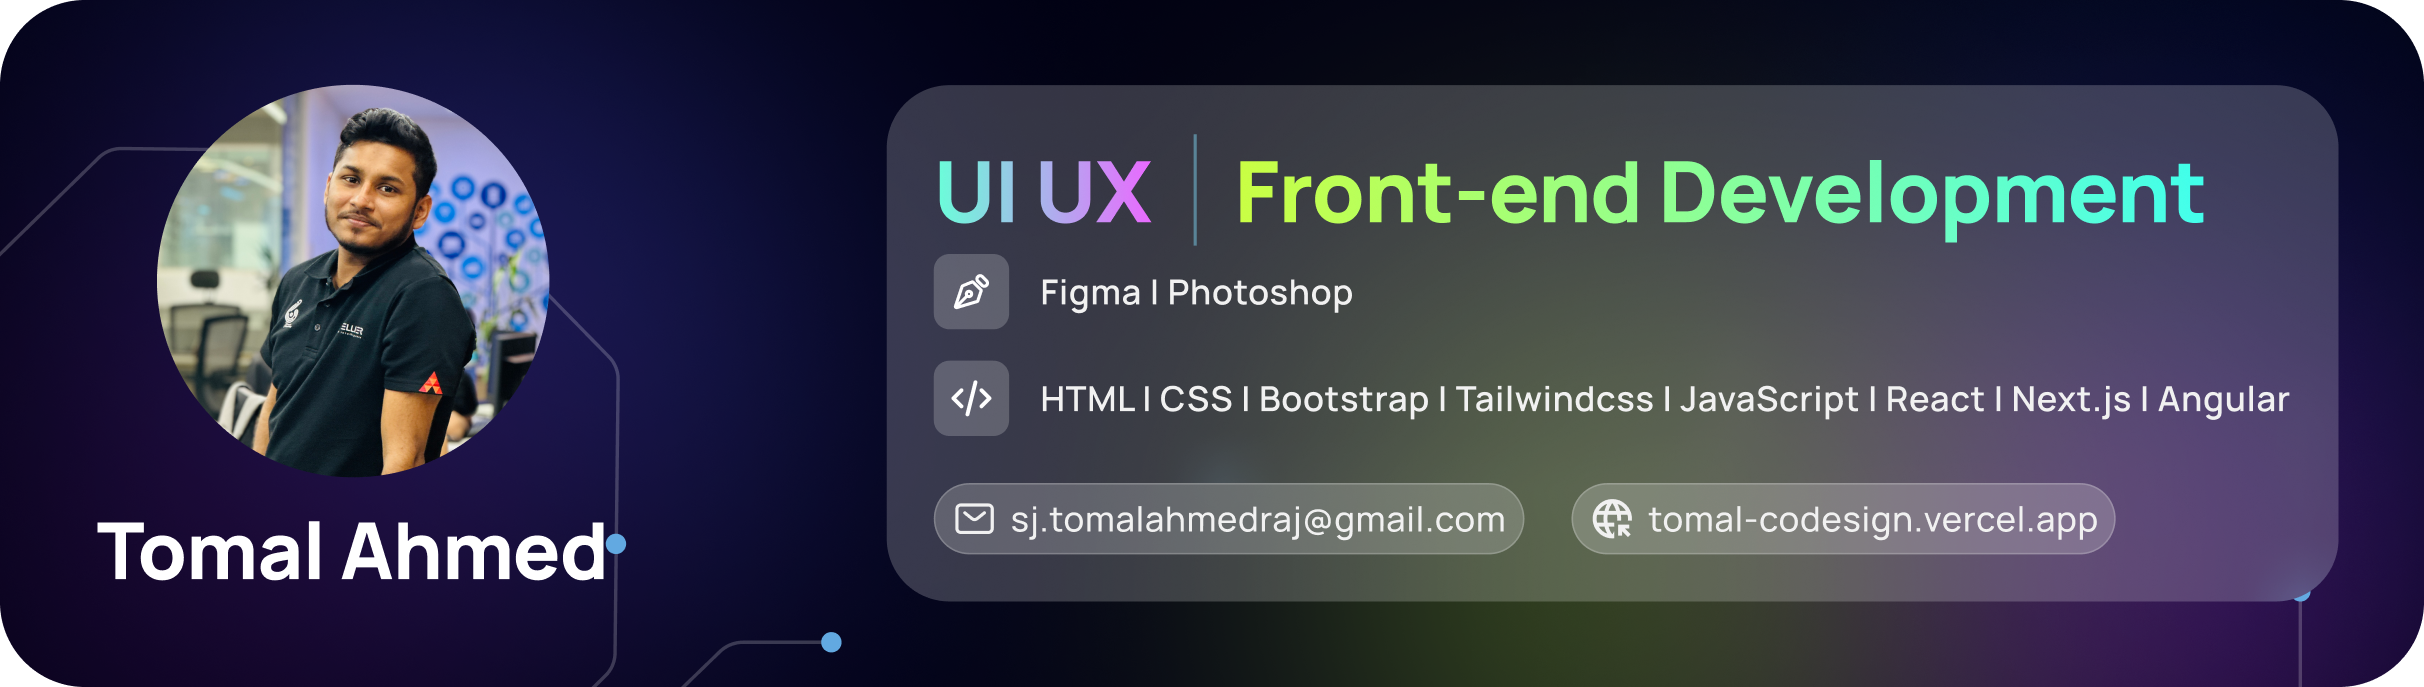 UI UX | Front-end Development
Figma | Photoshop
HTML | CSS | Bootstrap | Tailwindcss | JavaScript | React | Next.js | Angular
sj.tomalahmedraj@gmail.com
tomal-codesign.vercel.app
Tomal Ahmed